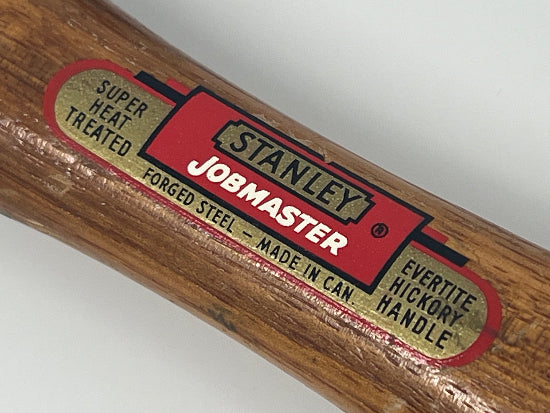 SUPER
HEAT
TREATED
STANLEY
JOBMASTER
®
FORGED STEEL – MADE IN CAN.
EVERTITE
HICKORY
HANDLE